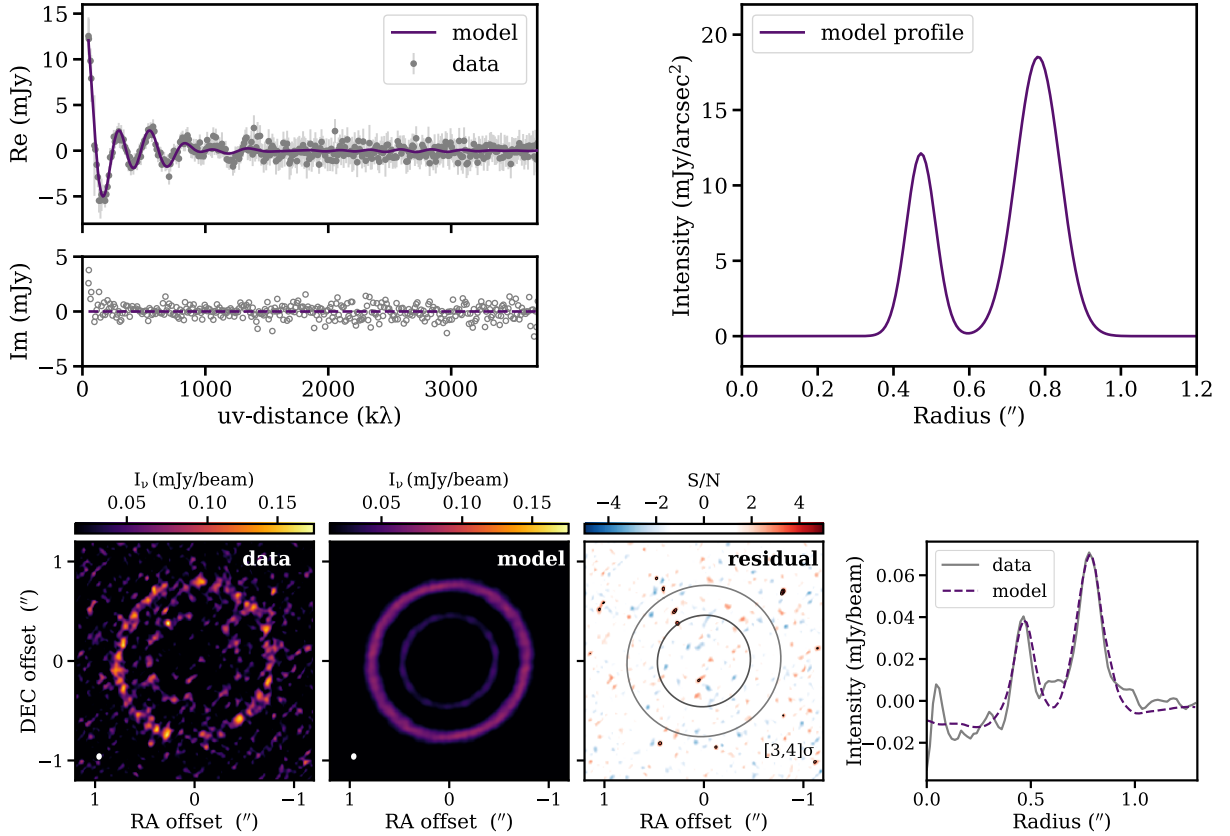 15
10
5
0
−5
Re (mJy)
model
data
5
0
−5
Im (mJy)
0 1000 2000 3000
uv-distance (kλ)
20
15
10
5
0
Intensity (mJy/arcsec²)
model profile
0.0 0.2 0.4 0.6 0.8 1.0 1.2
Radius (″)
Iν (mJy/beam)
0.05 0.10 0.15
data
1
0
−1
DEC offset (″)
1 0 −1
RA offset (″)
Iν (mJy/beam)
0.05 0.10 0.15
model
1 0 −1
RA offset (″)
S/N
−4 −2 0 2 4
residual
[3,4]σ
1 0 −1
RA offset (″)
0.06
0.04
0.02
0.00
−0.02
Intensity (mJy/beam)
data
model
0.0 0.5 1.0
Radius (″)